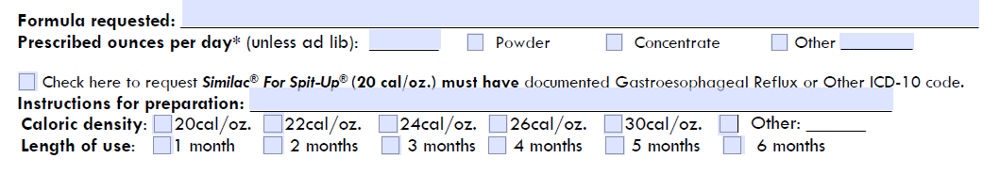 Formula requested:
Prescribed ounces per day* (unless ad lib): Powder Concentrate Other
Check here to request Similac® For Spit-Up® (20 cal/oz.) must have documented Gastroesophageal Reflux or Other ICD-10 code.
Instructions for preparation:
Caloric density: 20cal/oz. 22cal/oz. 24cal/oz. 26cal/oz. 30cal/oz. Other:
Length of use: 1 month 2 months 3 months 4 months 5 months 6 months